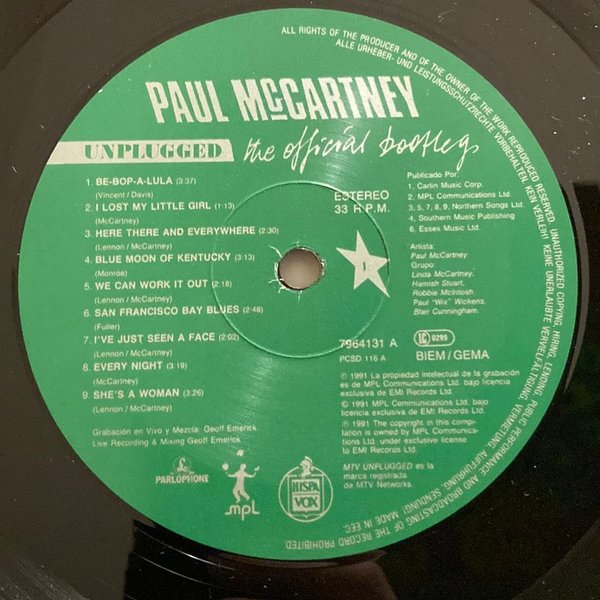 ALL RIGHTS OF THE PRODUCER AND OF THE OWNER OF THE WORK REPRODUCED RESERVED. UNAUTHORIZED COPYING, HIRING, LENDING, PUBLIC PERFORMANCE AND BROADCASTING OF THE RECORD PROHIBITED.
ALLE URHEBER- UND LEISTUNGSSCHUTZRECHTE VORBEHALTEN. KEIN VERLEIH! KEINE UNERLAUBTE VERVIELFÄLTIGUNG, VERMIETUNG, AUFFÜHRUNG, SENDUNG! MADE IN EEC.
PAUL McCARTNEY
UNPLUGGED the official bootleg
1. BE-BOP-A-LULA (3:37)
(Vincent / Davis)
2. I LOST MY LITTLE GIRL (1:13)
(McCartney)
3. HERE THERE AND EVERYWHERE (2:30)
(Lennon / McCartney)
4. BLUE MOON OF KENTUCKY (3:13)
(Monroe)
5. WE CAN WORK IT OUT (2:18)
(Lennon / McCartney)
6. SAN FRANCISCO BAY BLUES (2:48)
(Fuller)
7. I'VE JUST SEEN A FACE (2:02)
(Lennon / McCartney)
8. EVERY NIGHT (3:19)
(McCartney)
9. SHE'S A WOMAN (3:26)
(Lennon / McCartney)
Grabación en Vivo y Mezcla: Geoff Emerick
Live Recording & Mixing Geoff Emerick
ESTEREO
33 R.P.M.
Publicado Por:
1, Carlin Music Corp.
2, MPL Communications Ltd
3, 5, 7, 8, 9, Northern Songs Ltd.
4, Southern Music Publishing
6, Essex Music Ltd.
1
Artista:
Paul McCartney.
Grupo:
Linda McCartney.
Hamish Stuart.
Robbie McIntosh.
Paul "Wix" Wickens,
Blair Cunningham.
7964131 A
PCSD 116 A
LC 0299
BIEM / GEMA
℗ 1991 La propiedad intelectual de la grabación
es de MPL Communications Ltd. bajo licencia
exclusiva de EMI Records Ltd.
© 1991 MPL Communications Ltd. bajo
licencia exclusiva de EMI Records Ltd.
℗ 1991 The copyright in this com-
pilation is owned by MPL Communica-
tions Ltd. under exclusive license
to EMI Records Ltd.
MTV UNPLUGGED es la
marca registrada
de MTV Networks.
PARLOPHONE
mpl
HISPA
VOX